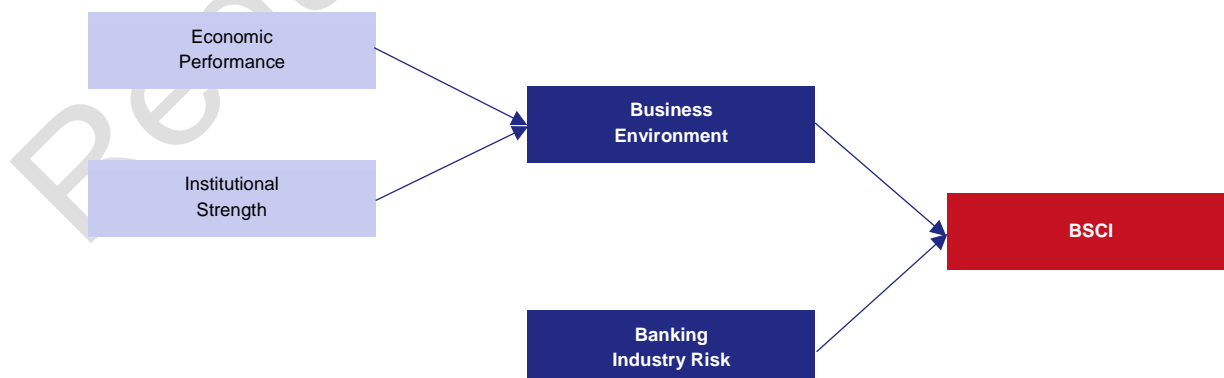 Economic
Performance
Business
Environment
Institutional
Strength
BSCI
Banking
Industry Risk